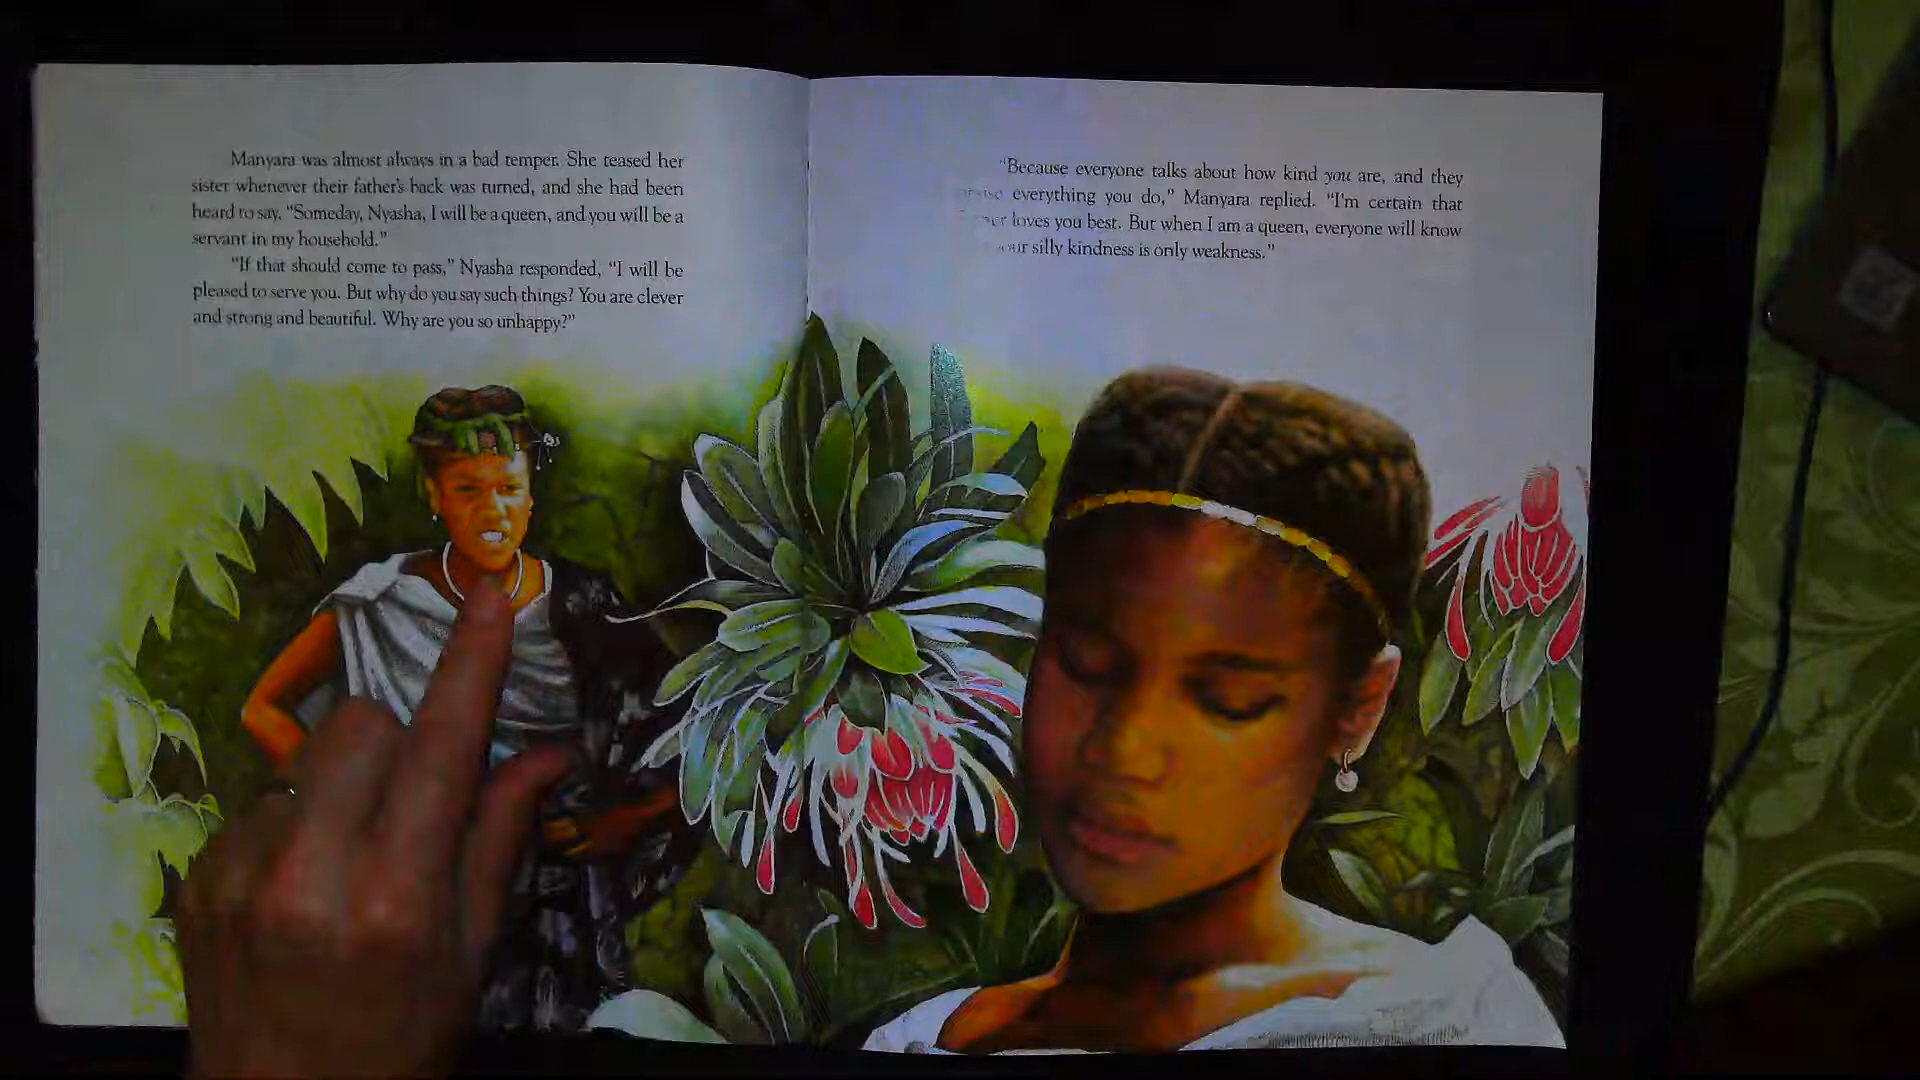 Manyara was almost always in a bad temper. She teased her
sister whenever their father's back was turned, and she had been
heard to say, “Someday, Nyasha, I will be a queen, and you will be a
servant in my household.”
“If that should come to pass,” Nyasha responded, “I will be
pleased to serve you. But why do you say such things? You are clever
and strong and beautiful. Why are you so unhappy?”
“Because everyone talks about how kind you are, and they
everything you do,” Manyara replied. “I'm certain that
loves you best. But when I am a queen, everyone will know
silly kindness is only weakness.”